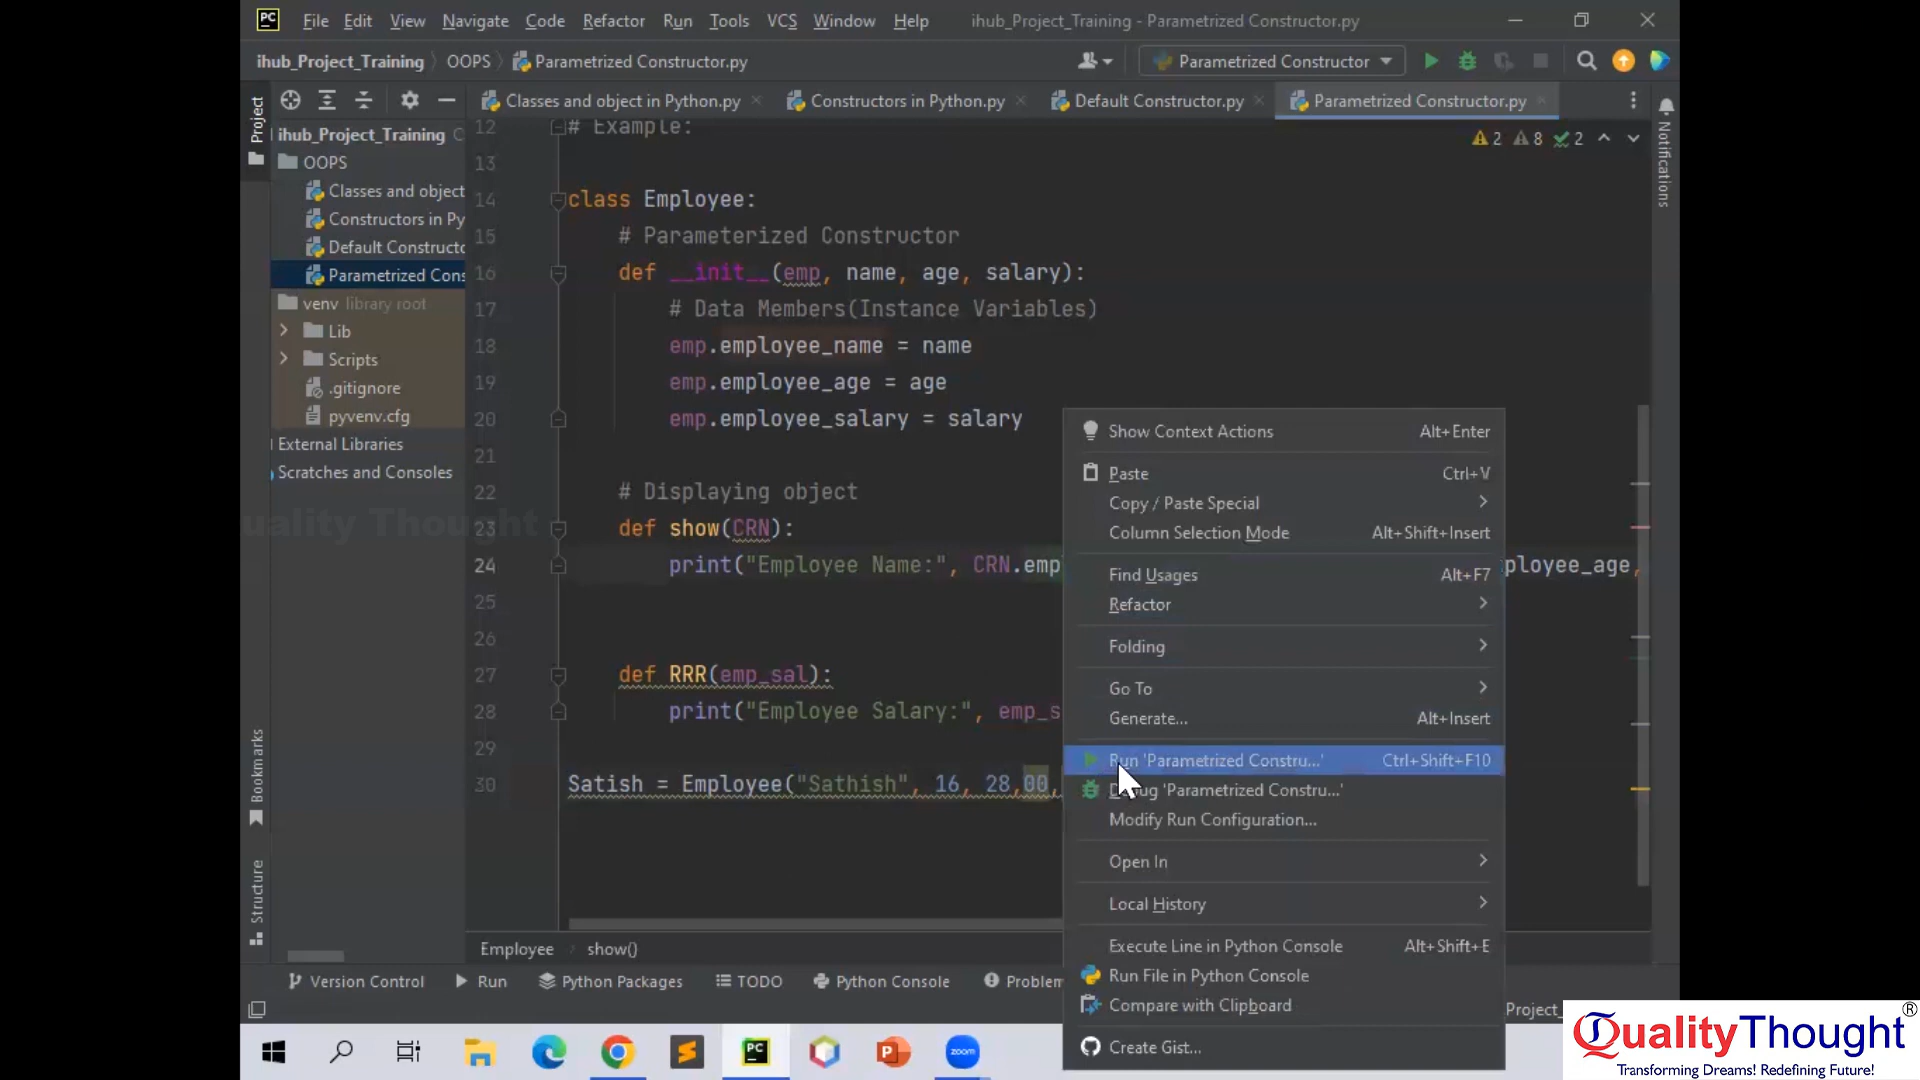 File Edit View Navigate Code Refactor Run Tools VCS Window Help ihub_Project_Training - Parametrized Constructor.py
ihub_Project_Training OOPS Parametrized Constructor.py Parametrized Constructor
Project
Classes and object in Python.py Constructors in Python.py Default Constructor.py Parametrized Constructor.py
ihub_Project_Training C
OOPS
Classes and object
Constructors in Py
Default Constructo
Parametrized Cons
venv library root
Lib
Scripts
.gitignore
pyvenv.cfg
External Libraries
Scratches and Consoles
2 8 2
Notifications
12 # Example:
13
14 class Employee:
15 # Parameterized Constructor
16 def __init__(emp, name, age, salary):
17 # Data Members(Instance Variables)
18 emp.employee_name = name
19 emp.employee_age = age
20 emp.employee_salary = salary
21
22 # Displaying object
23 def show(CRN):
24 print("Employee Name:", CRN.emp ployee_age,
25
26
27 def RRR(emp_sal):
28 print("Employee Salary:", emp_s
29
30 Satish = Employee("Sathish", 16, 28,00,
uality Thought
Show Context Actions Alt+Enter
Paste Ctrl+V
Copy / Paste Special
Column Selection Mode Alt+Shift+Insert
Find Usages Alt+F7
Refactor
Folding
Go To
Generate... Alt+Insert
Run 'Parametrized Constru...' Ctrl+Shift+F10
Debug 'Parametrized Constru...'
Modify Run Configuration...
Open In
Local History
Execute Line in Python Console Alt+Shift+E
Run File in Python Console
Compare with Clipboard
Create Gist...
Bookmarks
Structure
Employee show()
Version Control Run Python Packages TODO Python Console Problem
Project_
PC
zoom
QualityThought®
Transforming Dreams! Redefining Future!